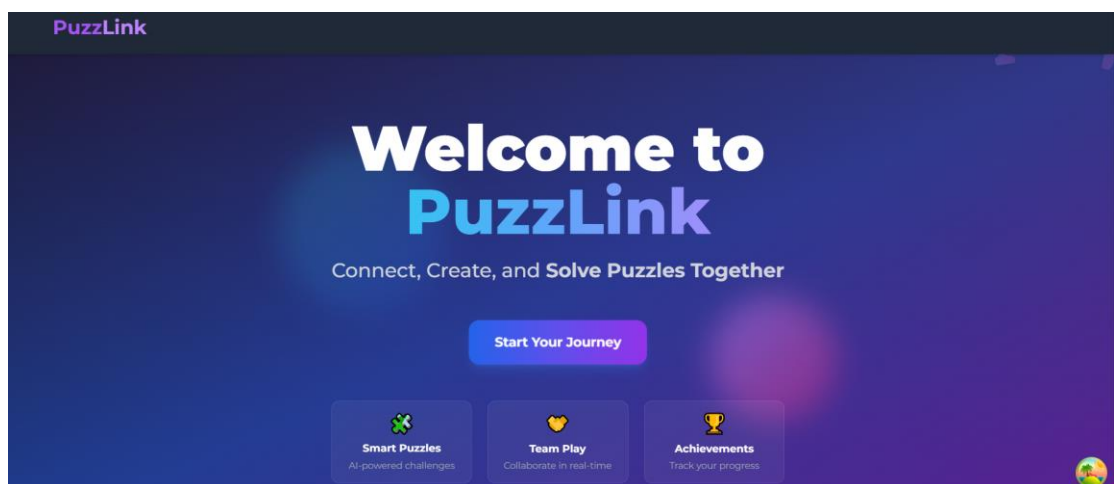 PuzzLink
Welcome to
PuzzLink
Connect, Create, and Solve Puzzles Together
Start Your Journey
Smart Puzzles
AI-powered challenges
Team Play
Collaborate in real-time
Achievements
Track your progress